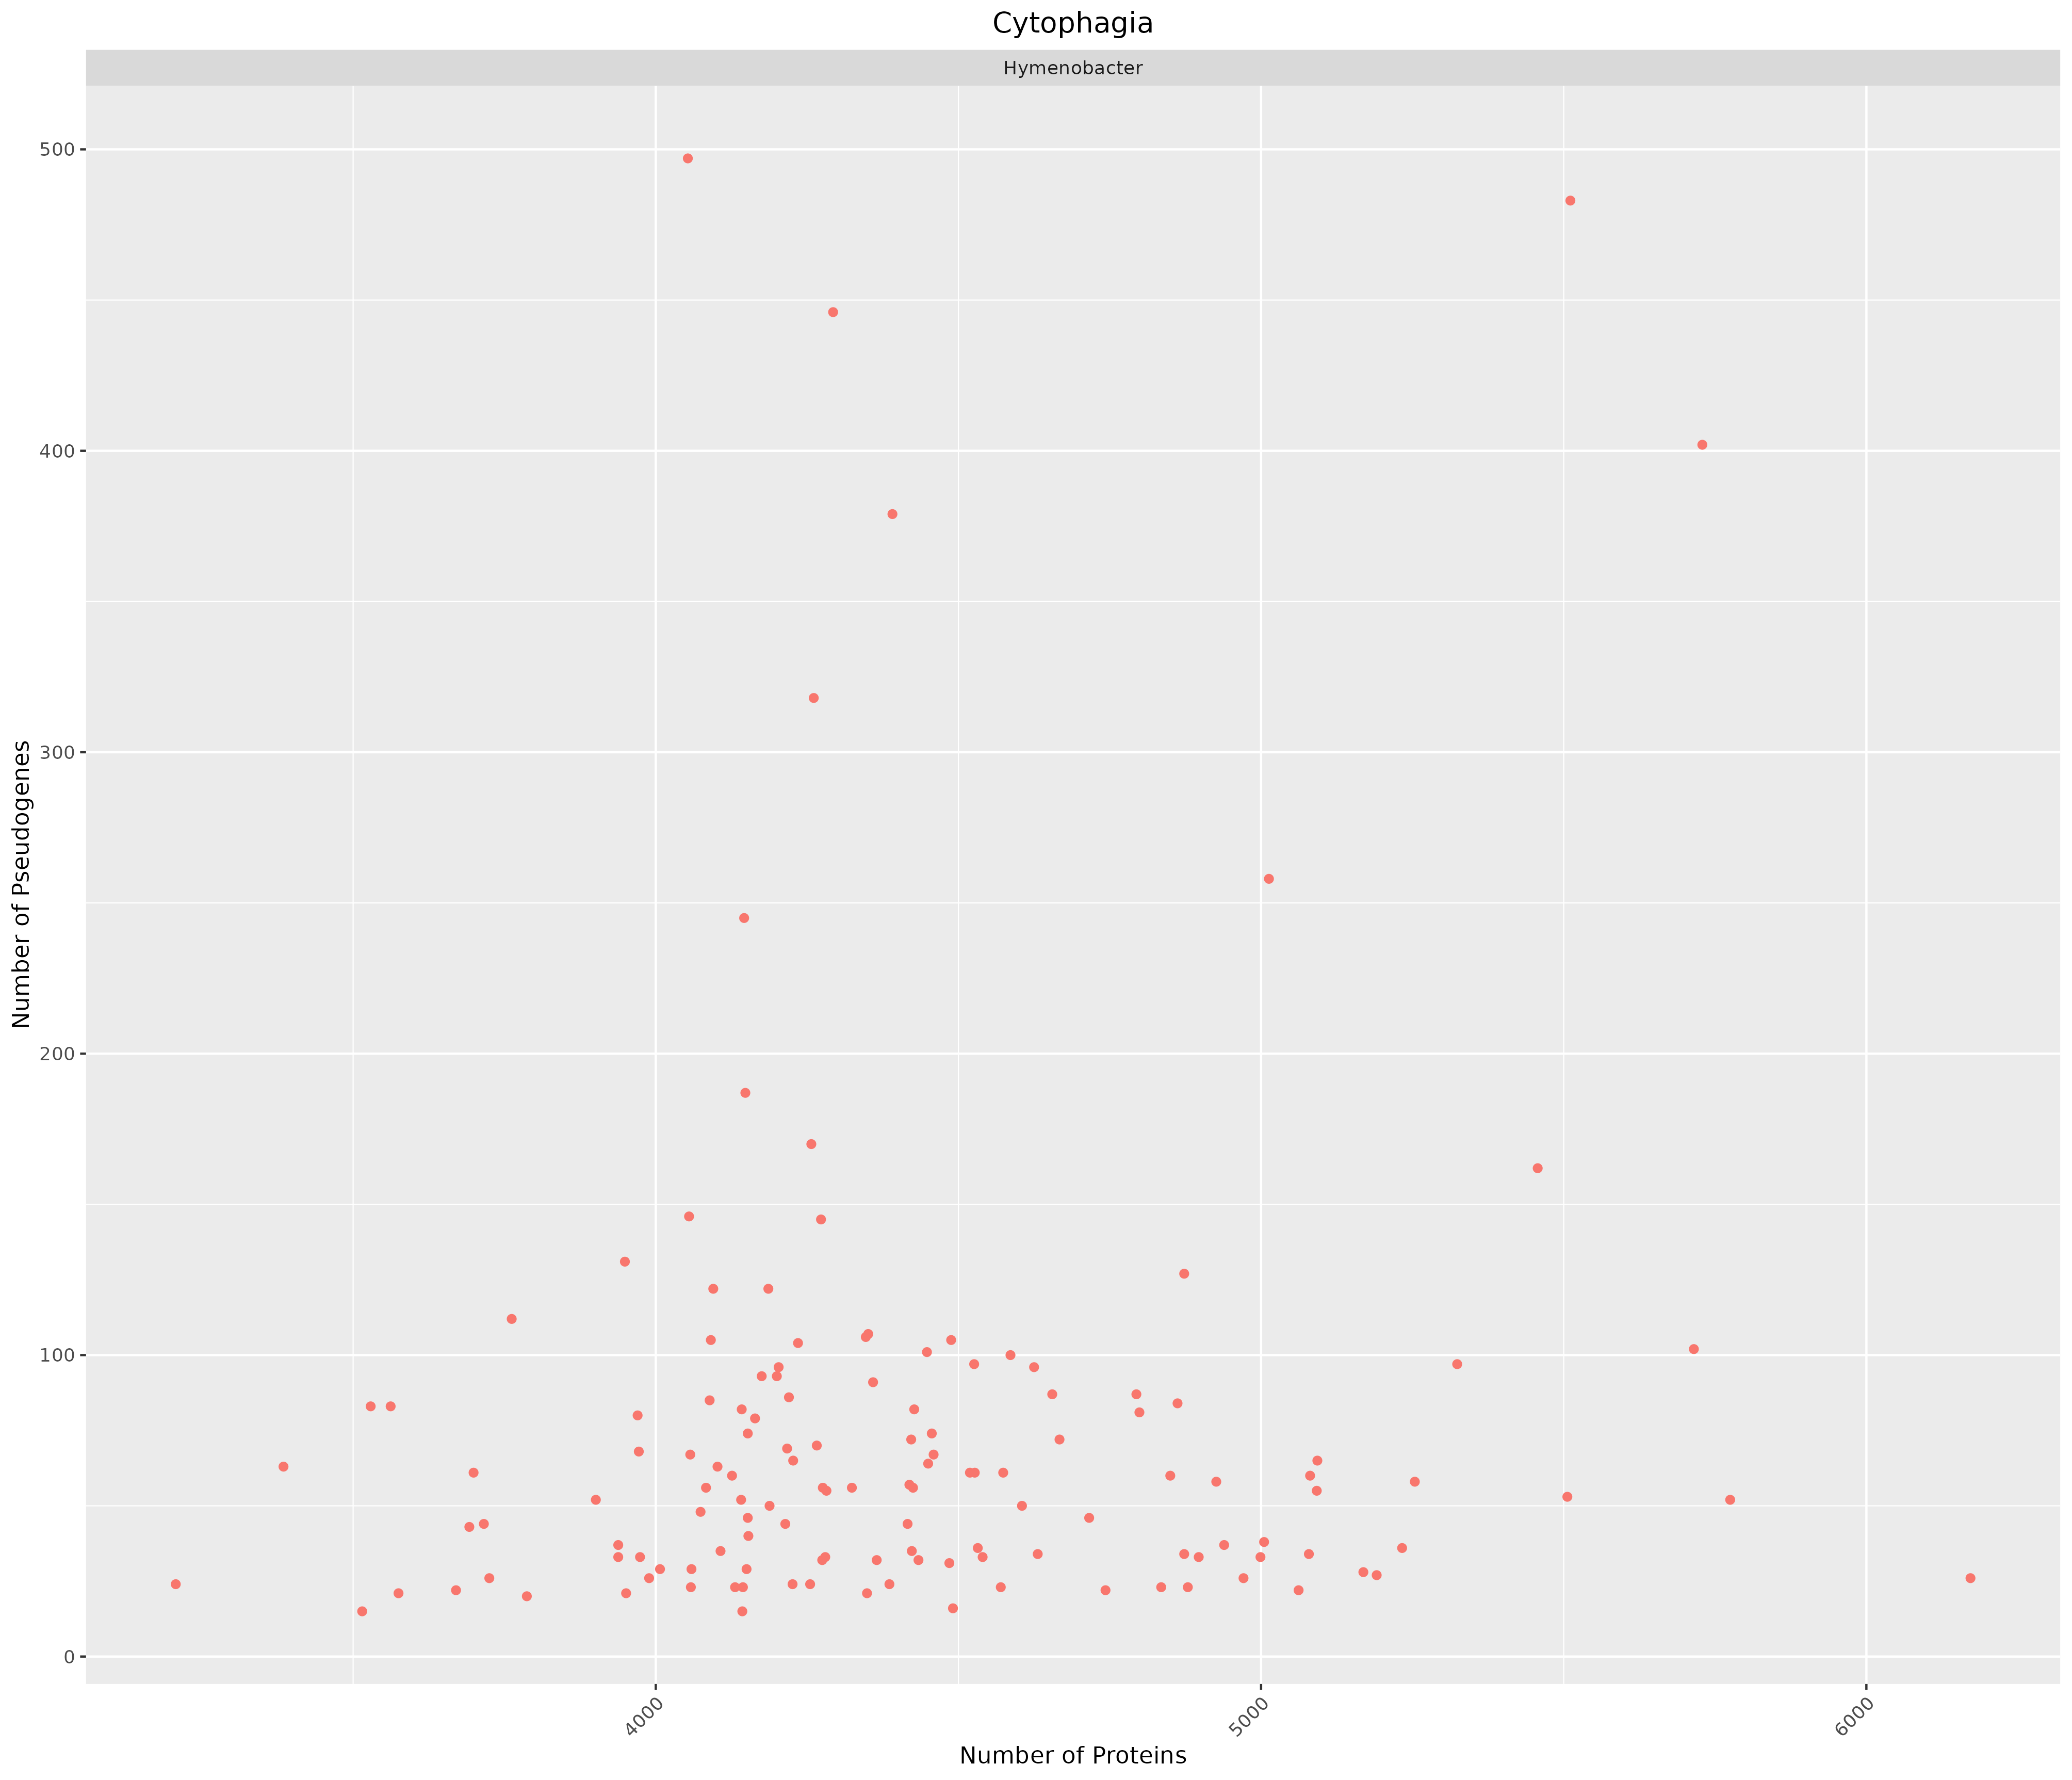 Cytophagia
Hymenobacter
Number of Pseudogenes
500
400
300
200
100
0
4000
5000
6000
Number of Proteins